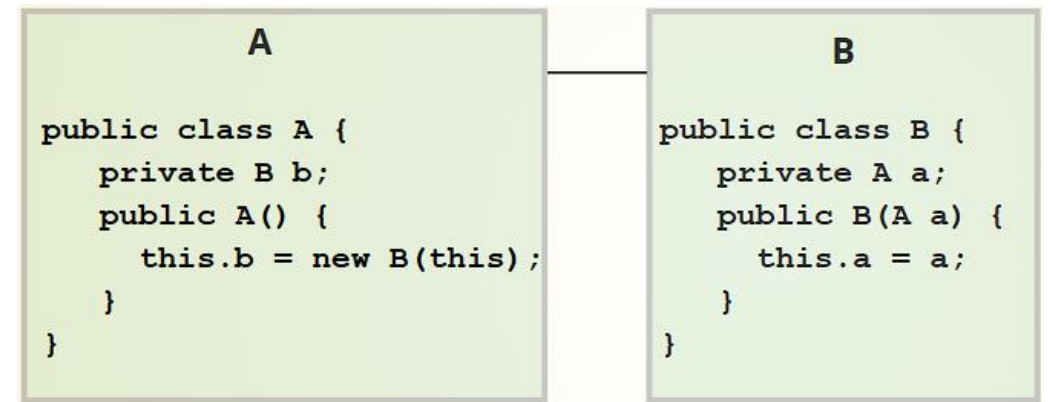 A
public class A {
private B b;
public A() {
this.b = new B(this);
}
}
B
public class B {
private A a;
public B(A a) {
this.a = a;
}
}